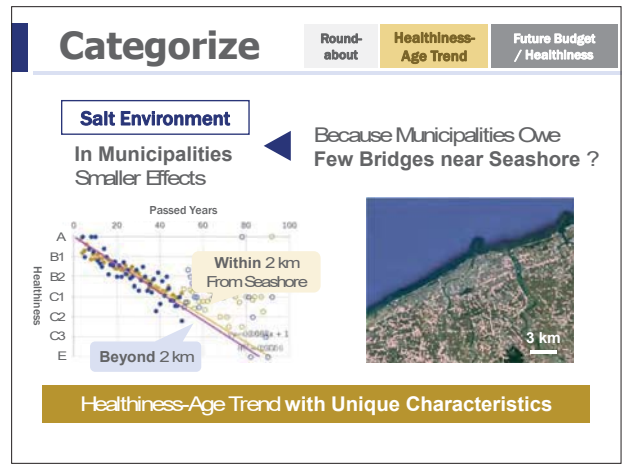 Categorize
Round-
about
Healthiness-
Age Trend
Future Budget
/ Healthiness
Salt Environment
In Municipalities
Smaller Effects
Because Municipalities Owe
Few Bridges near Seashore ?
Passed Years
0 20 40 60 80 100
A
B1
B2
C1
C2
C3
E
Healthiness
Within 2 km
From Seashore
Beyond 2 km
3 km
Healthiness-Age Trend with Unique Characteristics